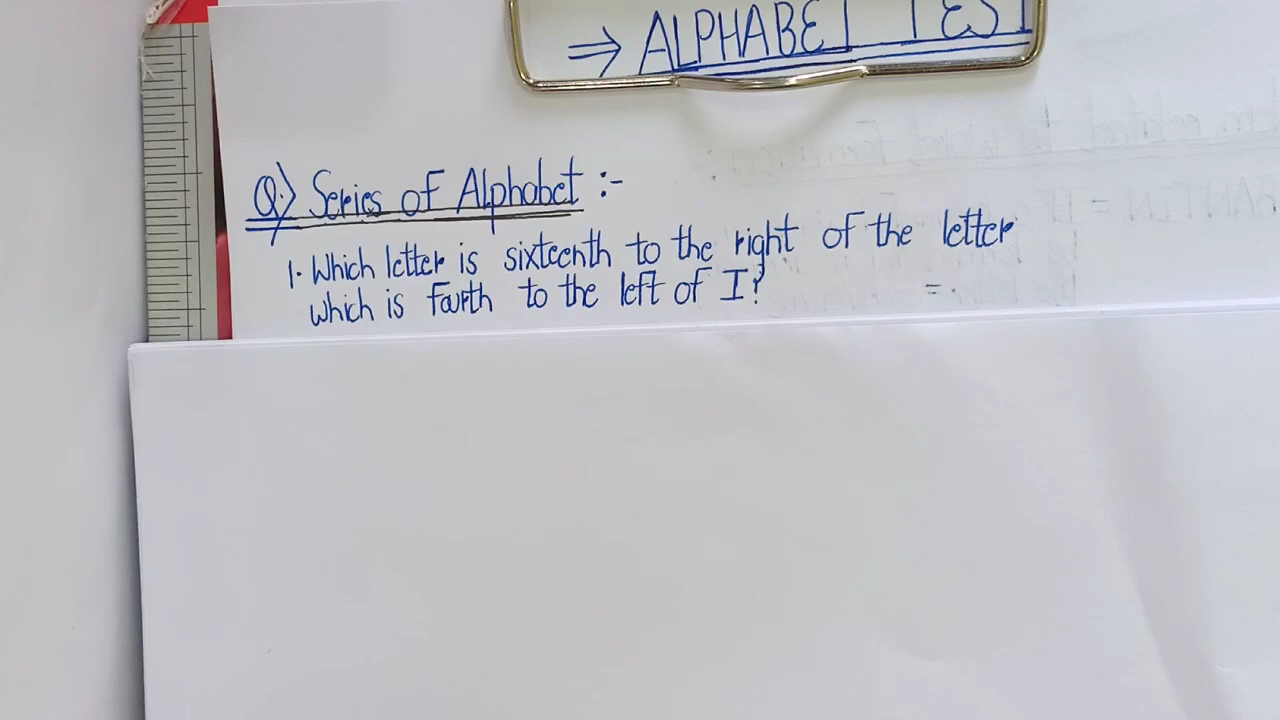 ⇒ ALPHABET TEST
Q.) Series of Alphabet :-
1. Which letter is sixteenth to the right of the letter
which is fourth to the left of I?
=.